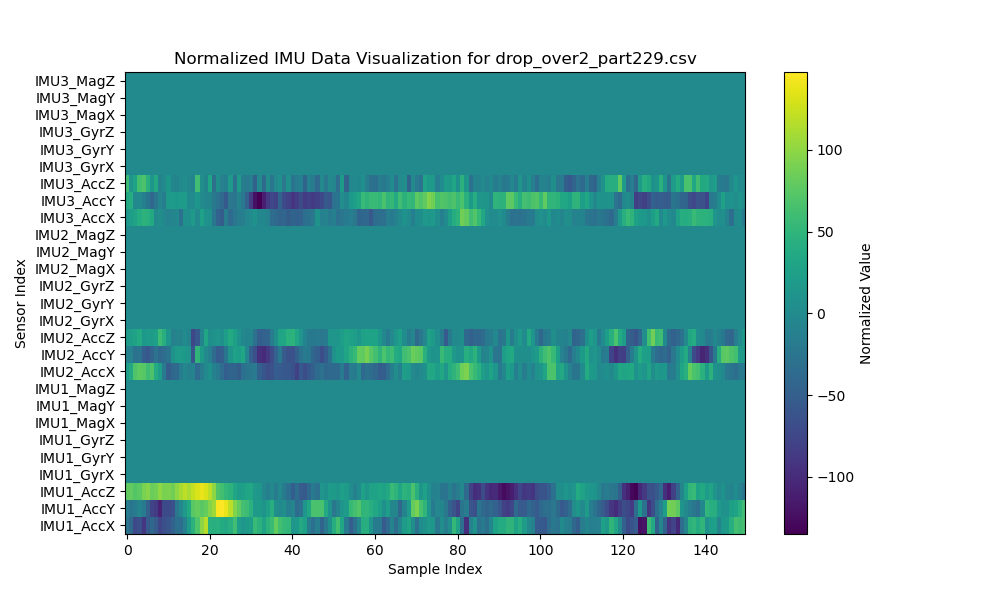 Normalized IMU Data Visualization for drop_over2_part229.csv
IMU3_MagZ
IMU3_MagY
IMU3_MagX
IMU3_GyrZ
IMU3_GyrY
IMU3_GyrX
IMU3_AccZ
IMU3_AccY
IMU3_AccX
IMU2_MagZ
IMU2_MagY
IMU2_MagX
IMU2_GyrZ
IMU2_GyrY
IMU2_GyrX
IMU2_AccZ
IMU2_AccY
IMU2_AccX
IMU1_MagZ
IMU1_MagY
IMU1_MagX
IMU1_GyrZ
IMU1_GyrY
IMU1_GyrX
IMU1_AccZ
IMU1_AccY
IMU1_AccX
Sensor Index
0 20 40 60 80 100 120 140
Sample Index
100
50
0
−50
−100
Normalized Value